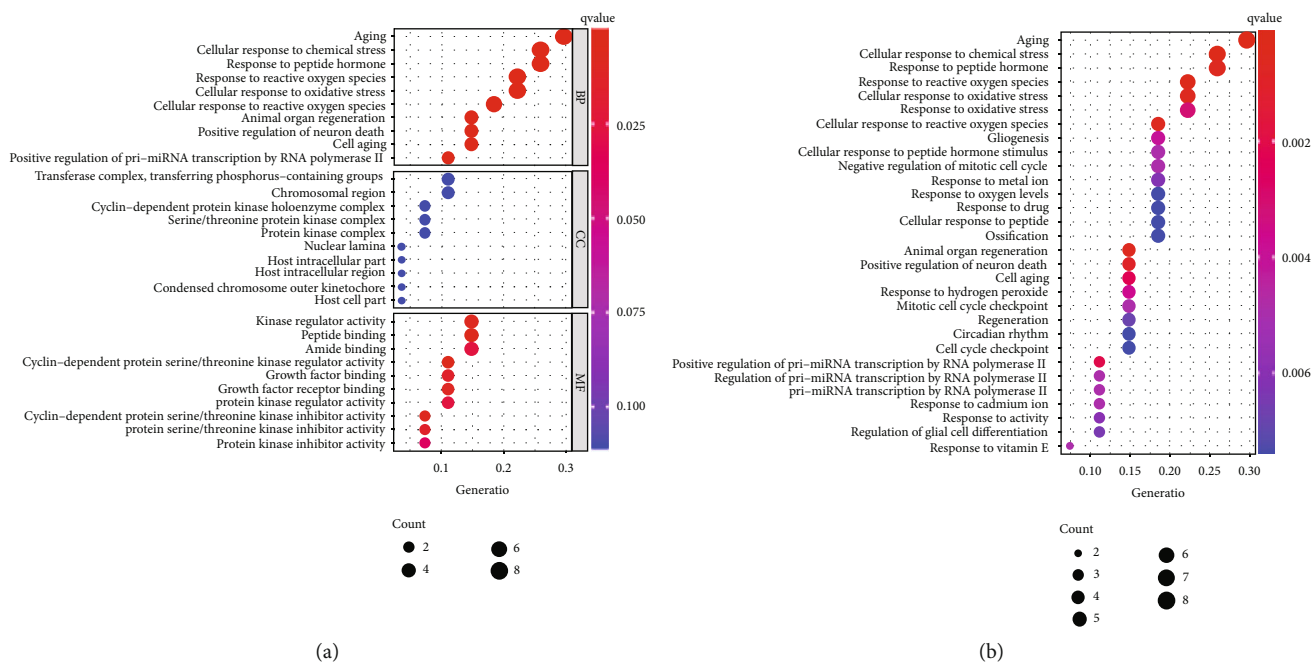 qvalue
Aging
Cellular response to chemical stress
Response to peptide hormone
Response to reactive oxygen species
Cellular response to oxidative stress
Cellular response to reactive oxygen species
Animal organ regeneration
Positive regulation of neuron death
Cell aging
Positive regulation of pri−miRNA transcription by RNA polymerase II
BP
Transferase complex, transferring phosphorus−containing groups
Chromosomal region
Cyclin−dependent protein kinase holoenzyme complex
Serine/threonine protein kinase complex
Protein kinase complex
Nuclear lamina
Host intracellular part
Host intracellular region
Condensed chromosome outer kinetochore
Host cell part
CC
Kinase regulator activity
Peptide binding
Amide binding
Cyclin−dependent protein serine/threonine kinase regulator activity
Growth factor binding
Growth factor receptor binding
protein kinase regulator activity
Cyclin−dependent protein serine/threonine kinase inhibitor activity
protein serine/threonine kinase inhibitor activity
Protein kinase inhibitor activity
MF
0.025
0.050
0.075
0.100
0.1 0.2 0.3
Generatio
Count
2 6
4 8
(a)
qvalue
Aging
Cellular response to chemical stress
Response to peptide hormone
Response to reactive oxygen species
Cellular response to oxidative stress
Response to oxidative stress
Cellular response to reactive oxygen species
Gliogenesis
Cellular response to peptide hormone stimulus
Negative regulation of mitotic cell cycle
Response to metal ion
Response to oxygen levels
Response to drug
Cellular response to peptide
Ossification
Animal organ regeneration
Positive regulation of neuron death
Cell aging
Response to hydrogen peroxide
Mitotic cell cycle checkpoint
Regeneration
Circadian rhythm
Cell cycle checkpoint
Positive regulation of pri−miRNA transcription by RNA polymerase II
Regulation of pri−miRNA transcription by RNA polymerase II
pri−miRNA transcription by RNA polymerase II
Response to cadmium ion
Response to activity
Regulation of glial cell differentiation
Response to vitamin E
0.002
0.004
0.006
0.10 0.15 0.20 0.25 0.30
Generatio
Count
2 6
3 7
4 8
5
(b)